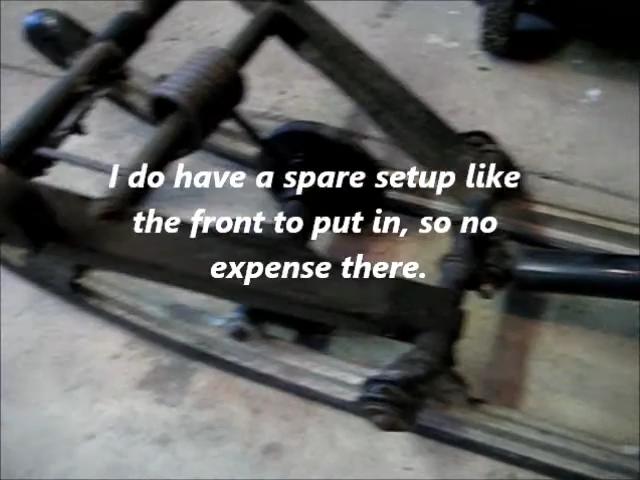 I do have a spare setup like
the front to put in, so no
expense there.